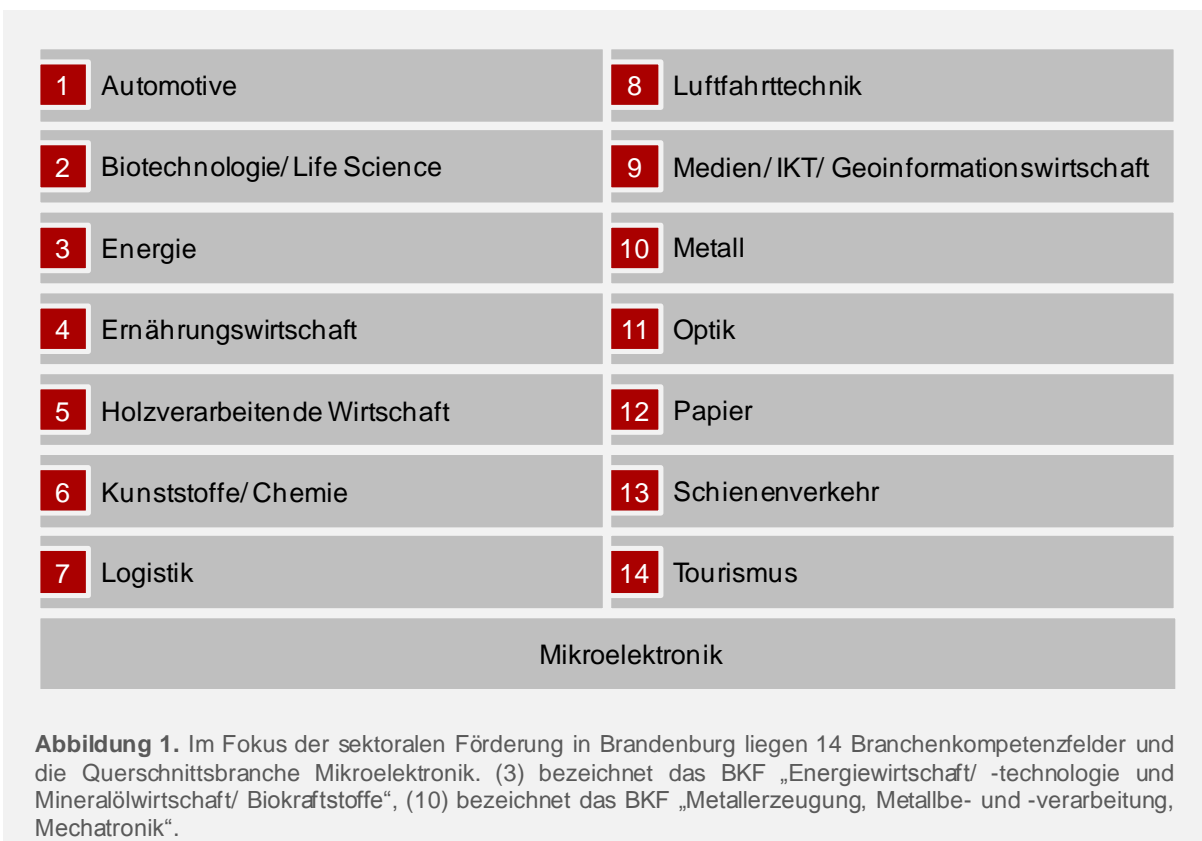 1 Automotive
2 Biotechnologie/ Life Science
3 Energie
4 Ernährungswirtschaft
5 Holzverarbeitende Wirtschaft
6 Kunststoffe/ Chemie
7 Logistik
8 Luftfahrttechnik
9 Medien/ IKT/ Geoinformationswirtschaft
10 Metall
11 Optik
12 Papier
13 Schienenverkehr
14 Tourismus
Mikroelektronik
Abbildung 1. Im Fokus der sektoralen Förderung in Brandenburg liegen 14 Branchenkompetenzfelder und
die Querschnittsbranche Mikroelektronik. (3) bezeichnet das BKF „Energiewirtschaft/ -technologie und
Mineralölwirtschaft/ Biokraftstoffe“, (10) bezeichnet das BKF „Metallerzeugung, Metallbe- und -verarbeitung,
Mechatronik“.